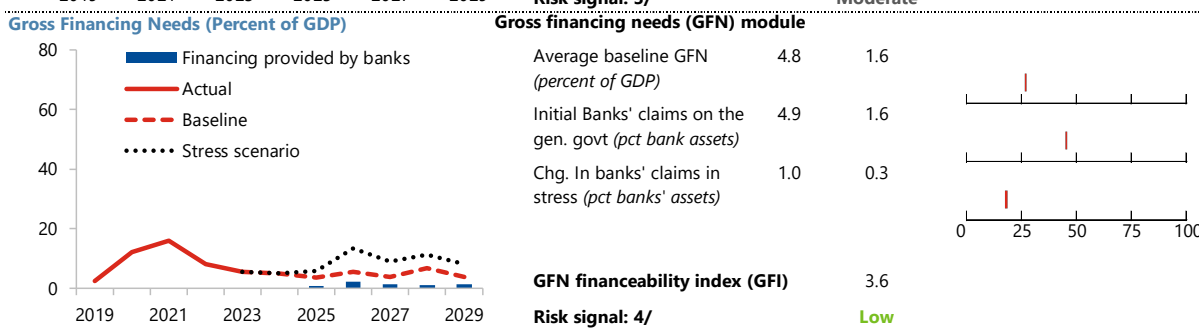 Risk signal: 3/ Moderate
Gross Financing Needs (Percent of GDP)
80
60
40
20
0
Financing provided by banks
Actual
Baseline
Stress scenario
2019 2021 2023 2025 2027 2029
Gross financing needs (GFN) module
Average baseline GFN 4.8 1.6
(percent of GDP)
Initial Banks' claims on the 4.9 1.6
gen. govt (pct bank assets)
Chg. In banks' claims in 1.0 0.3
stress (pct banks' assets)
0 25 50 75 100
GFN financeability index (GFI) 3.6
Risk signal: 4/ Low